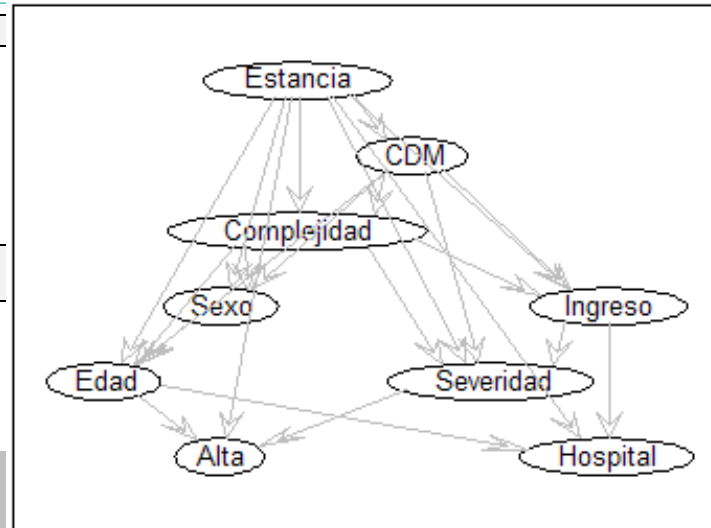 Estancia
CDM
Complejidad
Sexo
Ingreso
Edad
Severidad
Alta
Hospital